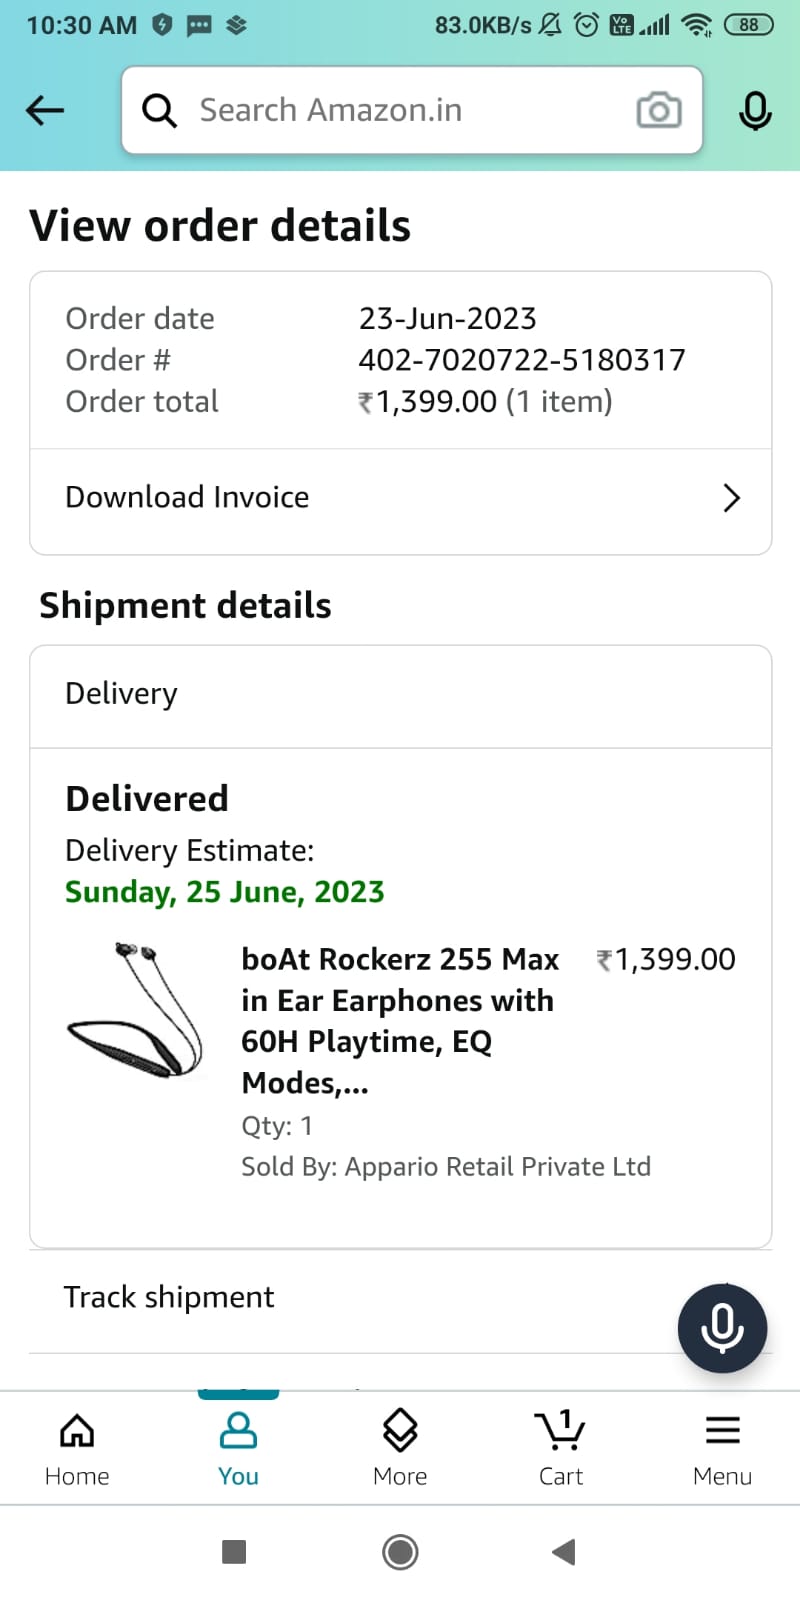 10:30 AM
83.0KB/s
Vo LTE
88
Search Amazon.in
View order details
Order date 23-Jun-2023
Order # 402-7020722-5180317
Order total ₹1,399.00 (1 item)
Download Invoice
Shipment details
Delivery
Delivered
Delivery Estimate:
Sunday, 25 June, 2023
boAt Rockerz 255 Max ₹1,399.00
in Ear Earphones with
60H Playtime, EQ
Modes,...
Qty: 1
Sold By: Appario Retail Private Ltd
Track shipment
1
Home You More Cart Menu